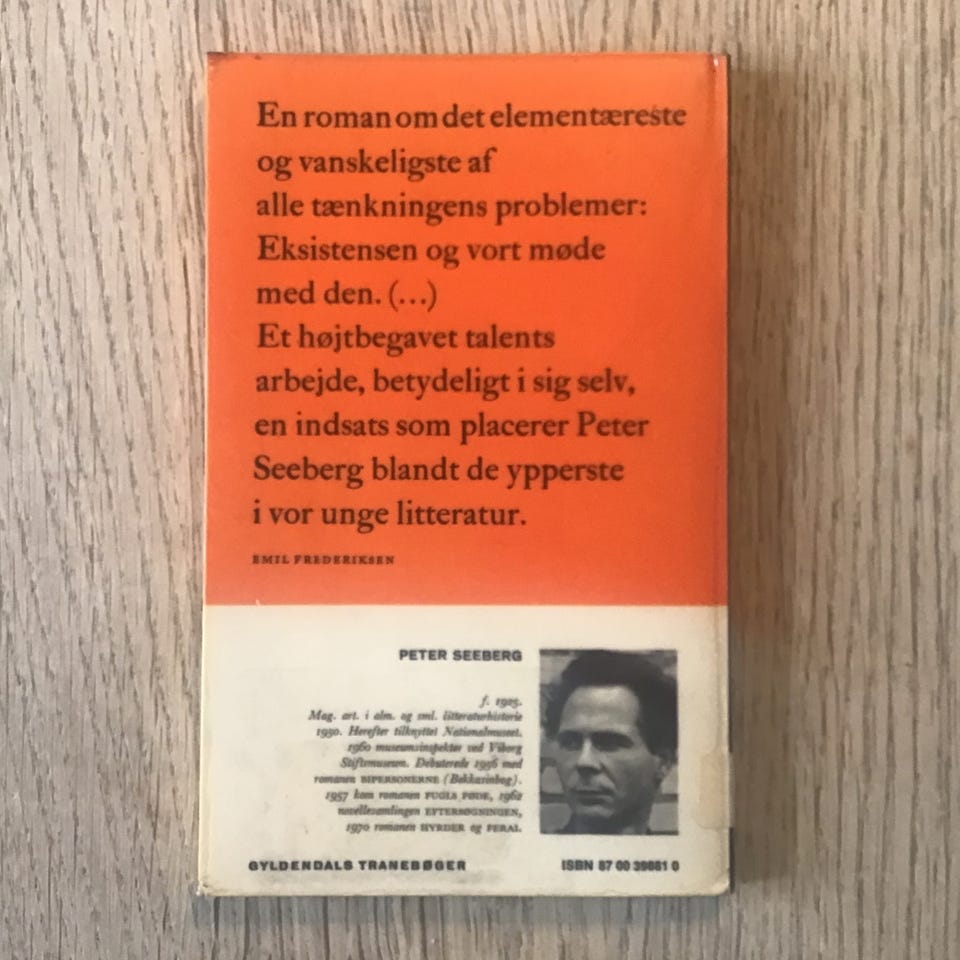 En roman om det elementæreste
og vanskeligste af
alle tænkningens problemer:
Eksistensen og vort møde
med den. (...)
Et højtbegavet talents
arbejde, betydeligt i sig selv,
en indsats som placerer Peter
Seeberg blandt de ypperste
i vor unge litteratur.
EMIL FREDERIKSEN
PETER SEEBERG
f. 1925.
Mag. art. i alm. og sml. litteraturhistorie
1950. Herefter tilknyttet Nationalmuseet.
1960 museumsinspektør ved Viborg
Stiftsmuseum. Debuterede 1956 med
romanen BIPERSONERNE (Bekkasinbog).
1957 kom romanen FUGLS FØDE, 1962
novellesamlingen EFTERSØGNINGEN,
1970 romanen HYRDER og FERAI.
GYLDENDALS TRANEBØGER
ISBN 87 00 39881 0